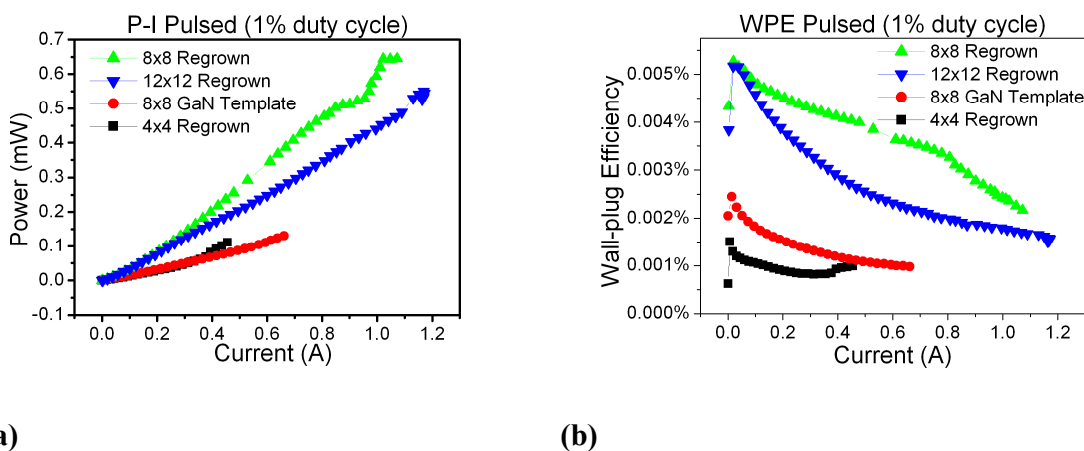 P-I Pulsed (1% duty cycle)
0.7
0.6
0.5
0.4
0.3
0.2
0.1
0.0
-0.1
Power (mW)
8x8 Regrown
12x12 Regrown
8x8 GaN Template
4x4 Regrown
0.0 0.2 0.4 0.6 0.8 1.0 1.2
Current (A)
WPE Pulsed (1% duty cycle)
0.005%
0.004%
0.003%
0.002%
0.001%
0.000%
Wall-plug Efficiency
8x8 Regrown
12x12 Regrown
8x8 GaN Template
4x4 Regrown
0.0 0.2 0.4 0.6 0.8 1.0 1.2
Current (A)
a)
(b)